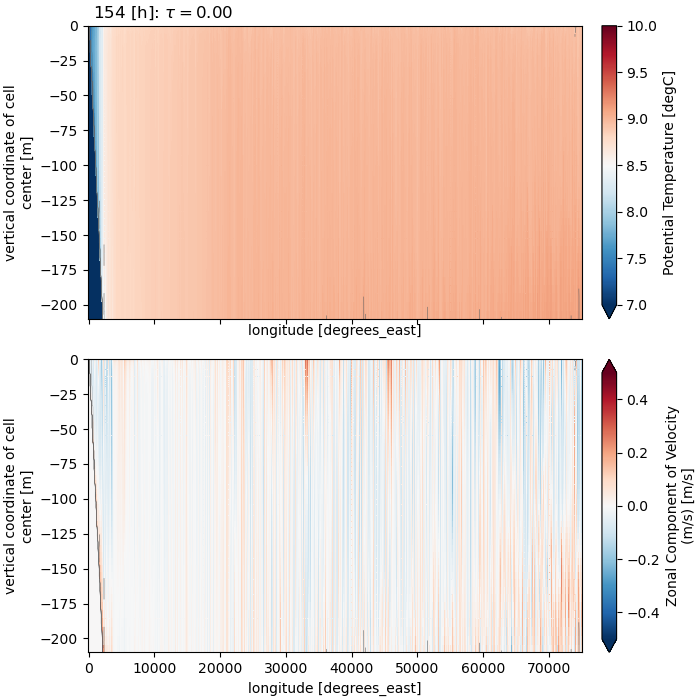 154 [h]: τ = 0.00
0
−25
−50
−75
−100
−125
−150
−175
−200
vertical coordinate of cell
center [m]
longitude [degrees_east]
10.0
9.5
9.0
8.5
8.0
7.5
7.0
Potential Temperature [degC]
0
−25
−50
−75
−100
−125
−150
−175
−200
vertical coordinate of cell
center [m]
0 10000 20000 30000 40000 50000 60000 70000
longitude [degrees_east]
0.4
0.2
0.0
−0.2
−0.4
Zonal Component of Velocity
(m/s) [m/s]